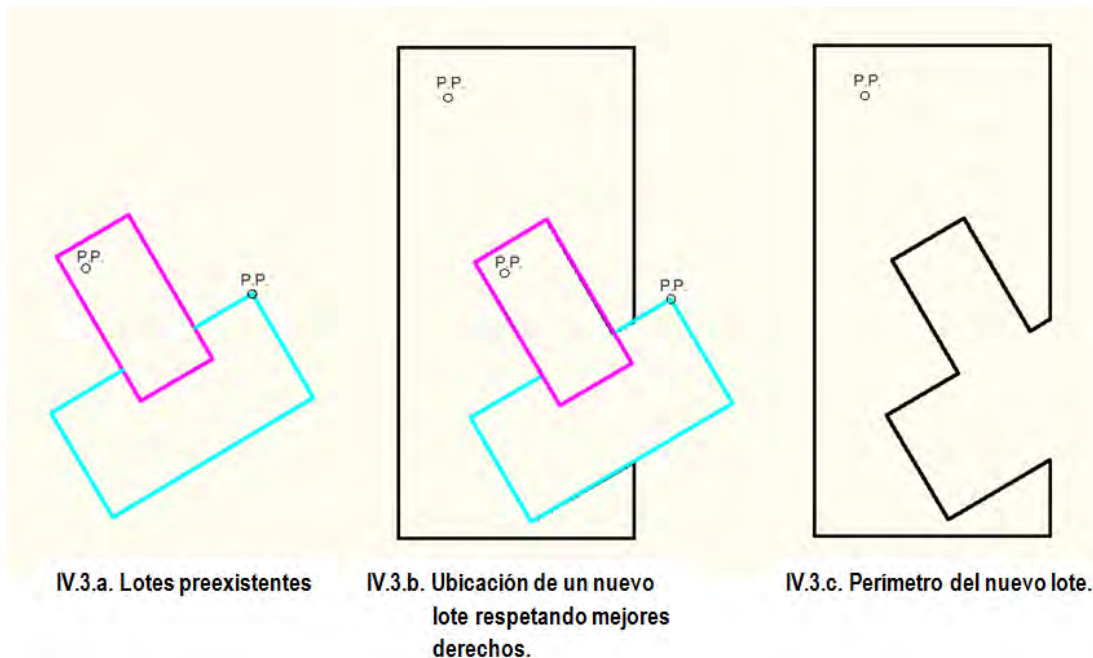 P.P.
P.P.
P.P.
P.P.
P.P.
P.P.
IV.3.a. Lotes preexistentes
IV.3.b. Ubicación de un nuevo
lote respetando mejores
derechos.
IV.3.c. Perímetro del nuevo lote.